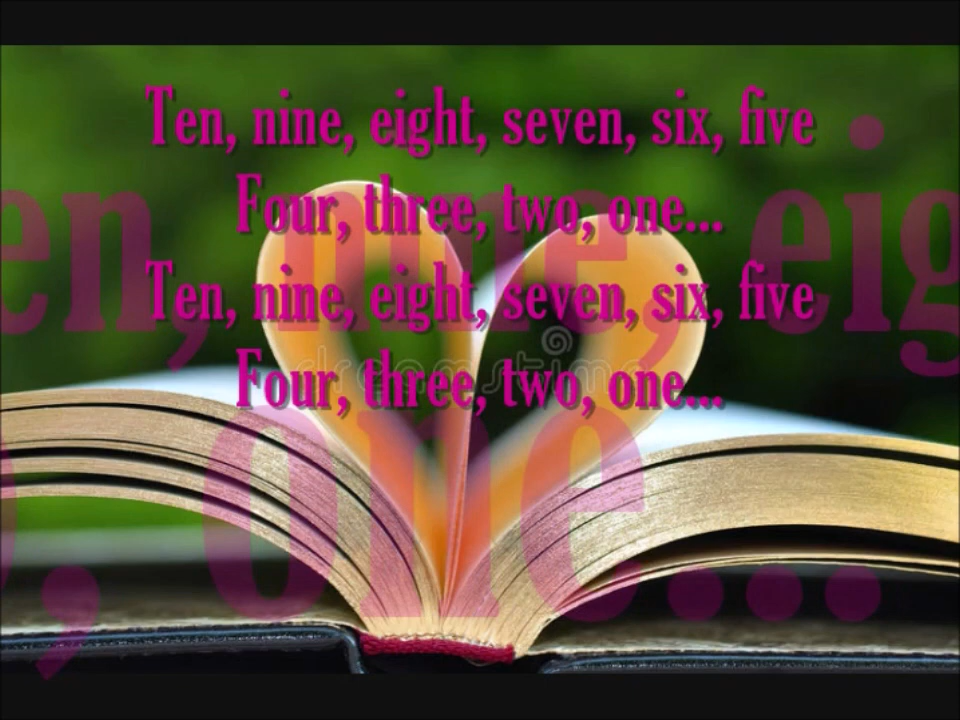 Ten, nine, eight, seven, six, five
Four, three, two, one...
Ten, nine, eight, seven, six, five
Four, three, two, one...